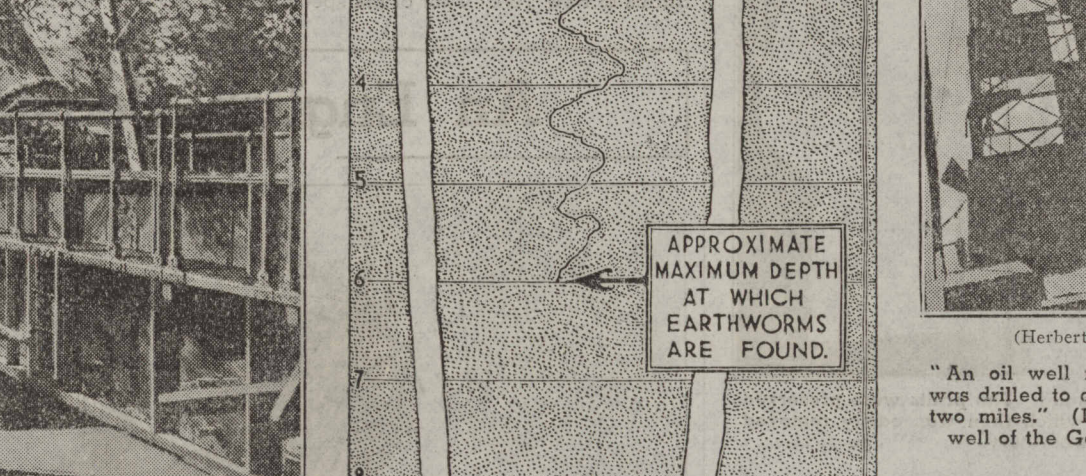 4
5
6
7
8
APPROXIMATE
MAXIMUM DEPTH
AT WHICH
EARTHWORMS
ARE FOUND.
(Herbert
"An oil well
was drilled to
two miles."
well of the